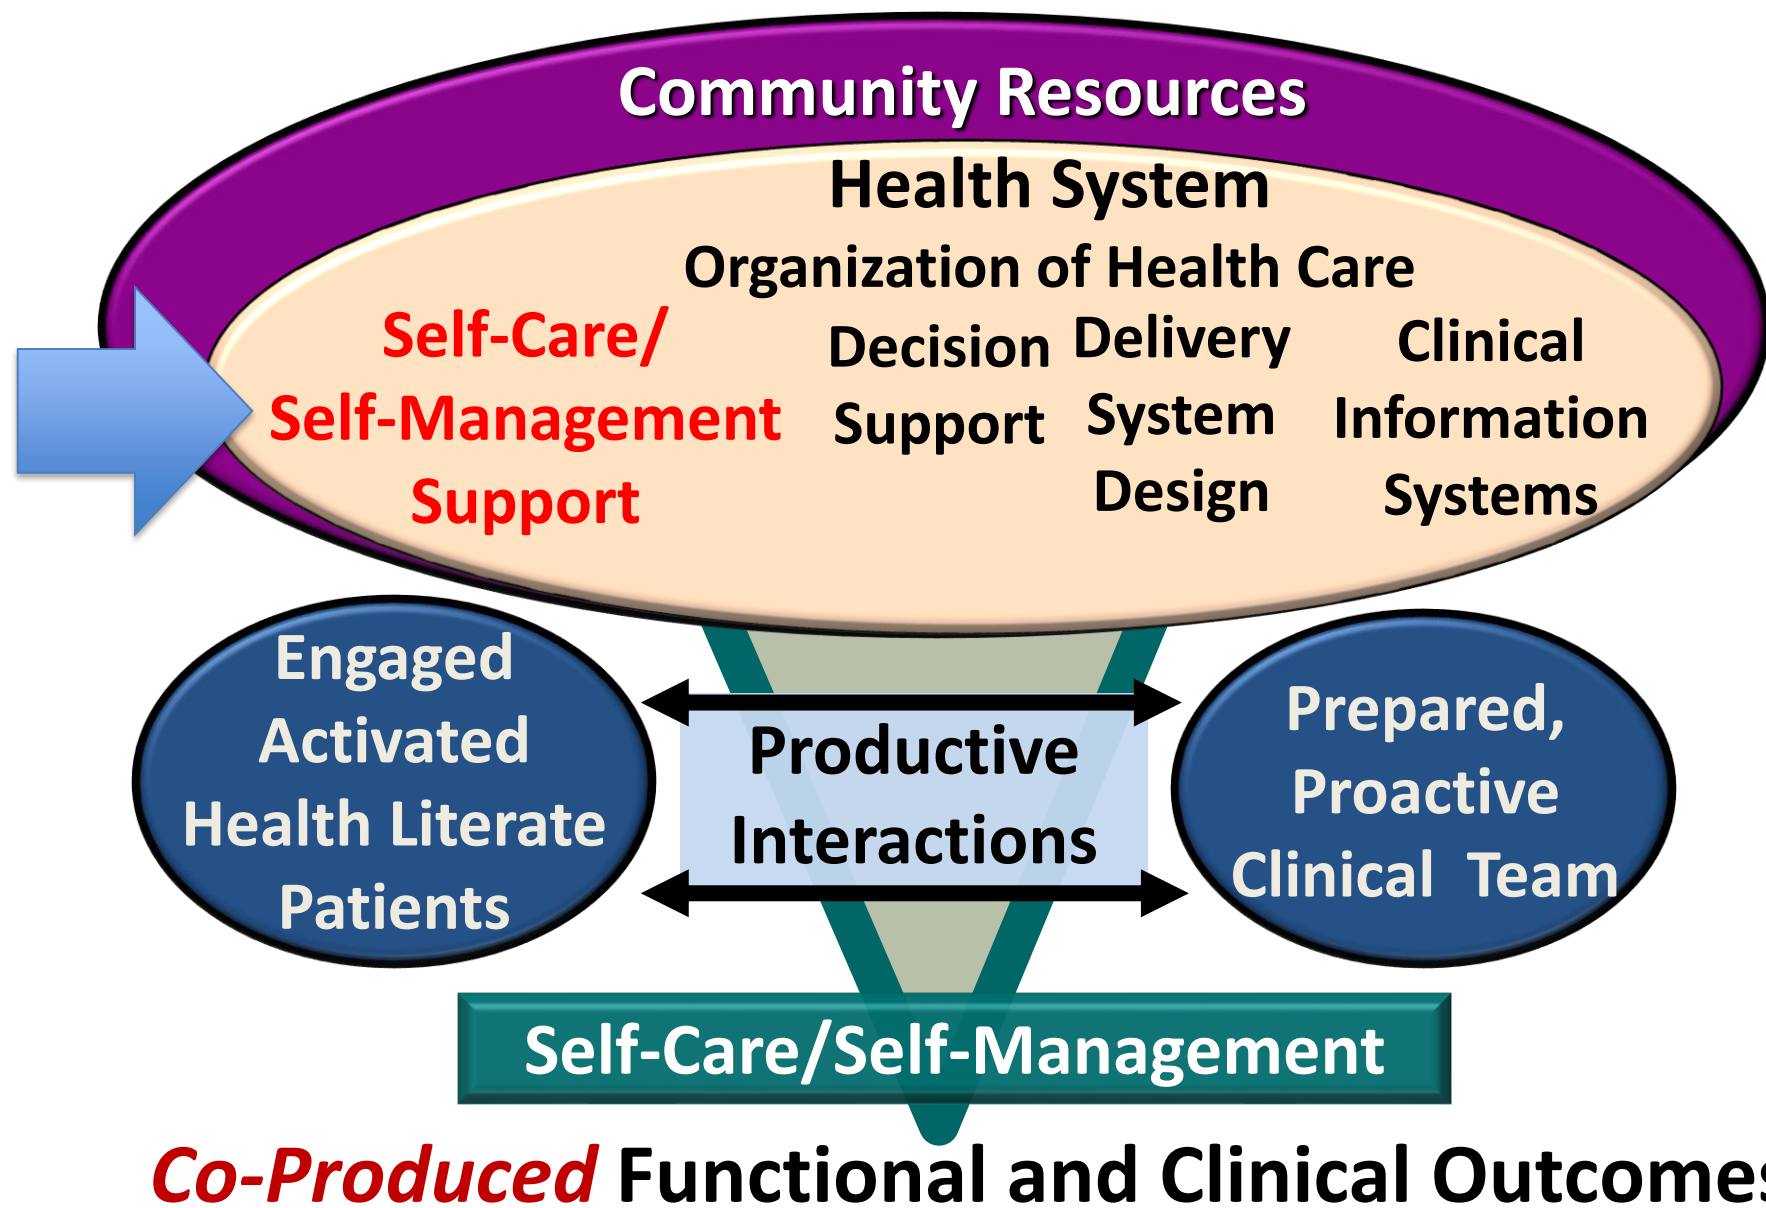 Community Resources
Health System
Organization of Health Care
Self-Care/
Self-Management
Support
Decision
Support
Delivery
System
Design
Clinical
Information
Systems
Engaged
Activated
Health Literate
Patients
Productive
Interactions
Prepared,
Proactive
Clinical Team
Self-Care/Self-Management
Co-Produced Functional and Clinical Outcomes